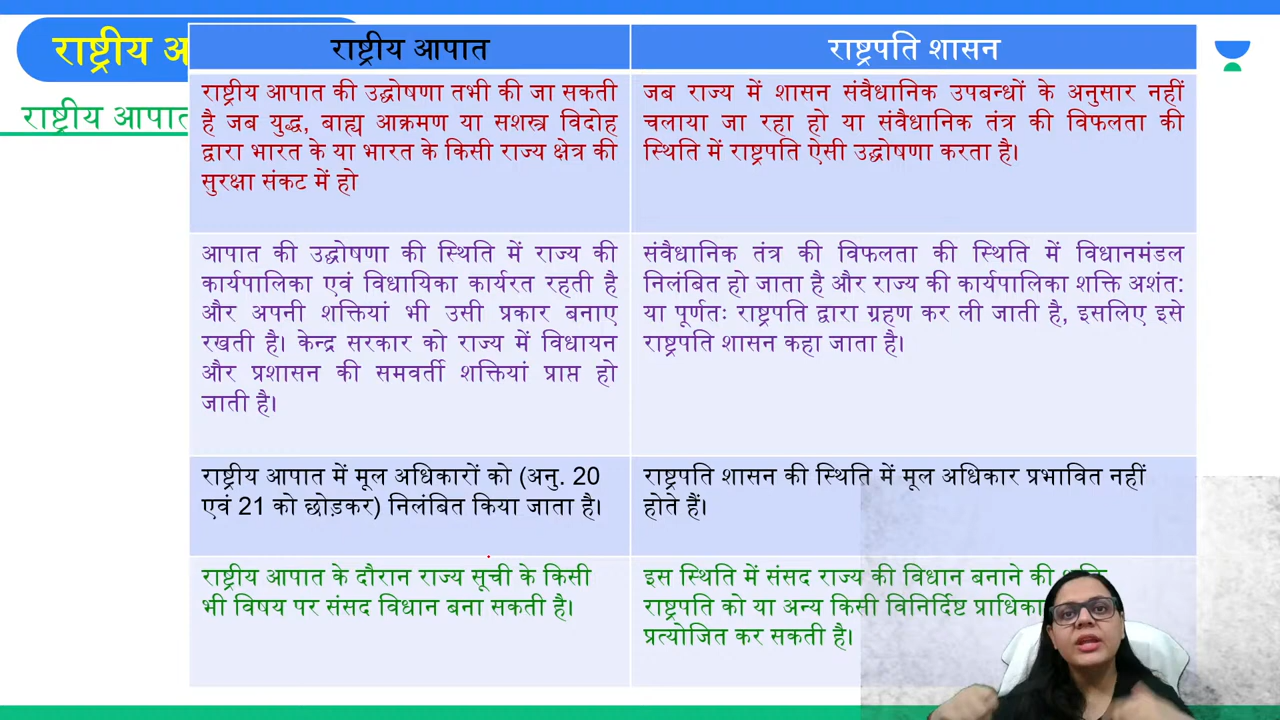 राष्ट्रीय
राष्ट्रीय आपात
राष्ट्रीय आपात
राष्ट्रपति शासन
राष्ट्रीय आपात की उद्घोषणा तभी की जा सकती
है जब युद्ध, बाह्य आक्रमण या सशस्त्र विदोह
द्वारा भारत के या भारत के किसी राज्य क्षेत्र की
सुरक्षा संकट में हो
जब राज्य में शासन संवैधानिक उपबन्धों के अनुसार नहीं
चलाया जा रहा हो या संवैधानिक तंत्र की विफलता की
स्थिति में राष्ट्रपति ऐसी उद्घोषणा करता है।
आपात की उद्घोषणा की स्थिति में राज्य की
कार्यपालिका एवं विधायिका कार्यरत रहती है
और अपनी शक्तियां भी उसी प्रकार बनाए
रखती है। केन्द्र सरकार को राज्य में विधायन
और प्रशासन की समवर्ती शक्तियां प्राप्त हो
जाती है।
संवैधानिक तंत्र की विफलता की स्थिति में विधानमंडल
निलंबित हो जाता है और राज्य की कार्यपालिका शक्ति अशंत:
या पूर्णतः राष्ट्रपति द्वारा ग्रहण कर ली जाती है, इसलिए इसे
राष्ट्रपति शासन कहा जाता है।
राष्ट्रीय आपात में मूल अधिकारों को (अनु. 20
एवं 21 को छोड़कर) निलंबित किया जाता है।
राष्ट्रपति शासन की स्थिति में मूल अधिकार प्रभावित नहीं
होते हैं।
राष्ट्रीय आपात के दौरान राज्य सूची के किसी
भी विषय पर संसद विधान बना सकती है।
इस स्थिति में संसद राज्य की विधान बनाने की
राष्ट्रपति को या अन्य किसी विनिर्दिष्ट
प्रत्योजित कर सकती है।